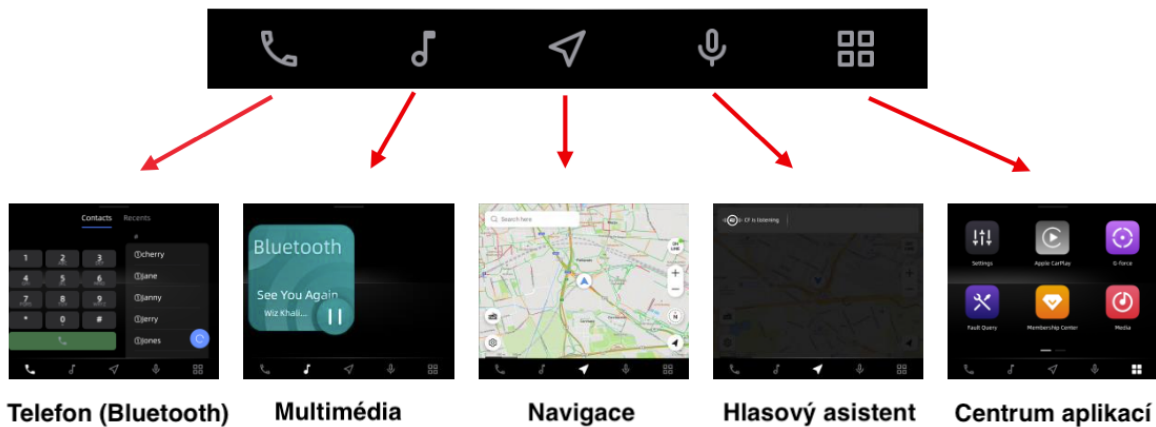 Contacts Recents
#
1 2 3
cherry
4 5 6
jane
7 8 9
janny
* 0 #
jerry
jones
Bluetooth
See You Again
Wiz Khali...
Search here
N
CF is listening
Settings Apple CarPlay G-force
Fault Query Membership Center Media
Telefon (Bluetooth) Multimédia Navigace Hlasový asistent Centrum aplikací